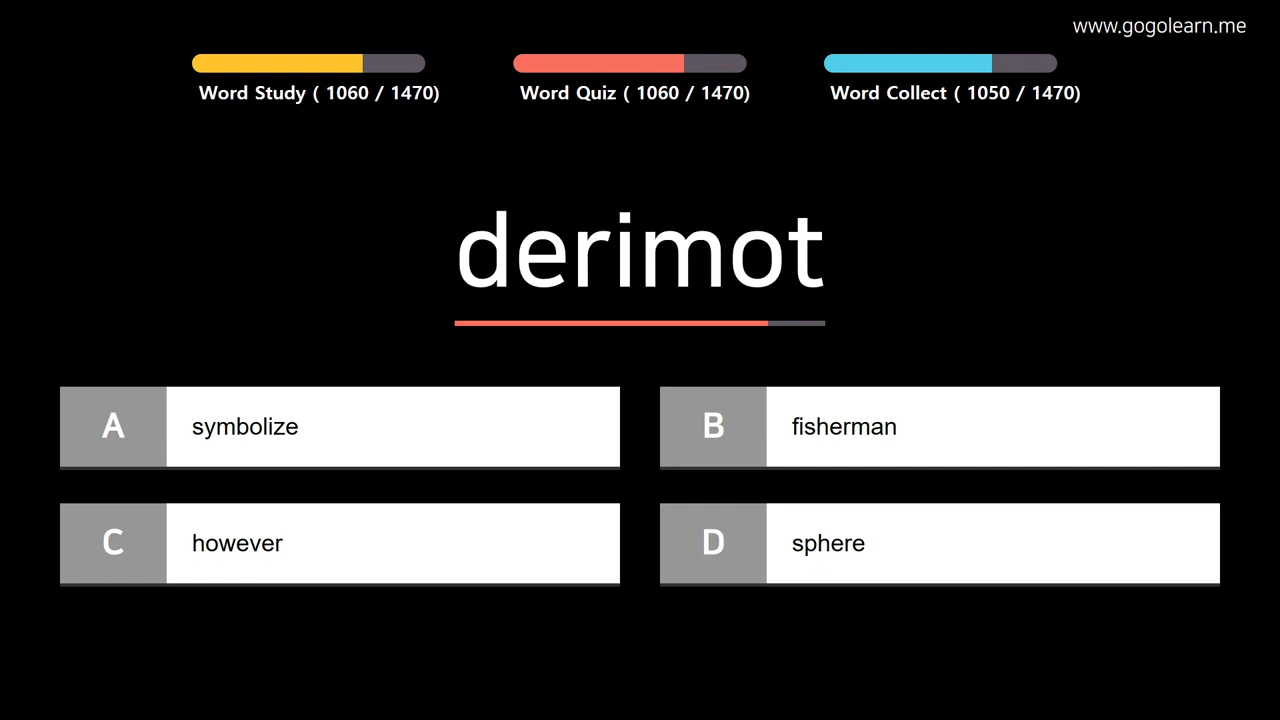 www.gogolearn.me
Word Study ( 1060 / 1470)
Word Quiz ( 1060 / 1470)
Word Collect ( 1050 / 1470)
derimot
A symbolize
B fisherman
C however
D sphere